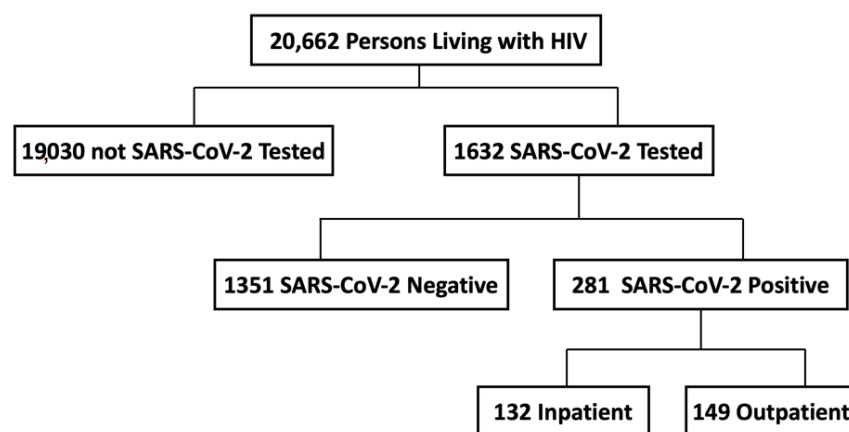 20,662 Persons Living with HIV
19,030 not SARS-CoV-2 Tested
1632 SARS-CoV-2 Tested
1351 SARS-CoV-2 Negative
281 SARS-CoV-2 Positive
132 Inpatient
149 Outpatient